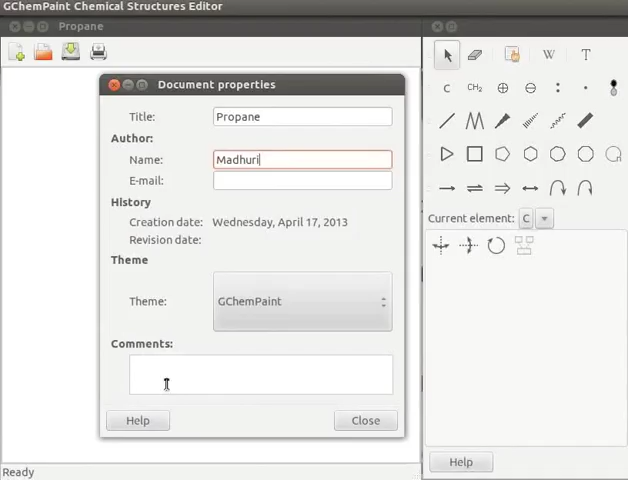 GChemPaint Chemical Structures Editor
Propane
Document properties
Title: Propane
Author:
Name: Madhuri
E-mail:
History
Creation date: Wednesday, April 17, 2013
Revision date:
Theme
Theme: GChemPaint
Comments:
Help Close
Ready
W T
C CH2
Current element: C
Help